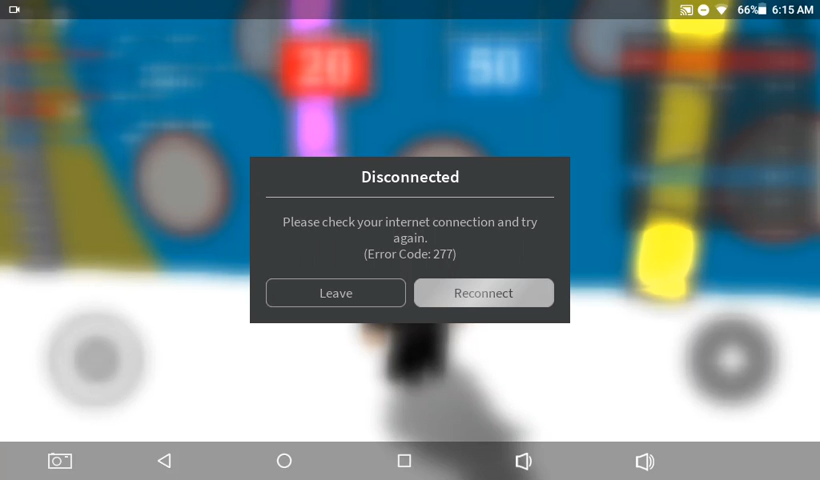 66% 6:15 AM
20
50
Disconnected
Please check your internet connection and try
again.
(Error Code: 277)
Leave
Reconnect